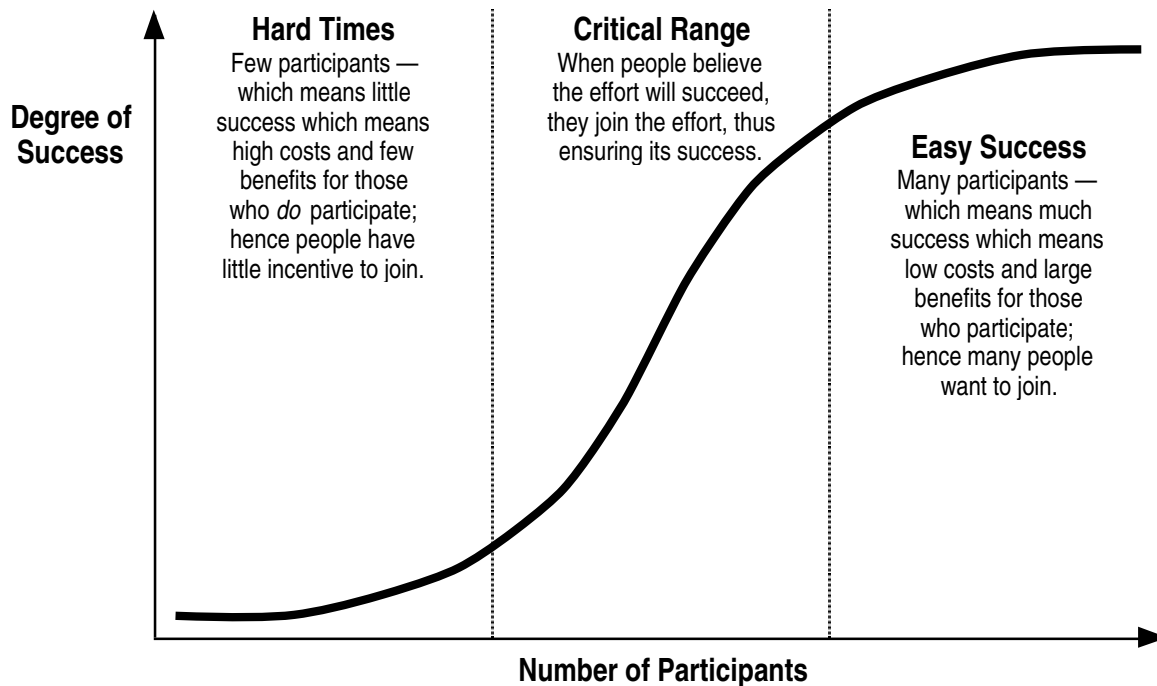 Degree of
Success
Hard Times
Few participants —
which means little
success which means
high costs and few
benefits for those
who do participate;
hence people have
little incentive to join.
Critical Range
When people believe
the effort will succeed,
they join the effort, thus
ensuring its success.
Easy Success
Many participants —
which means much
success which means
low costs and large
benefits for those
who participate;
hence many people
want to join.
Number of Participants